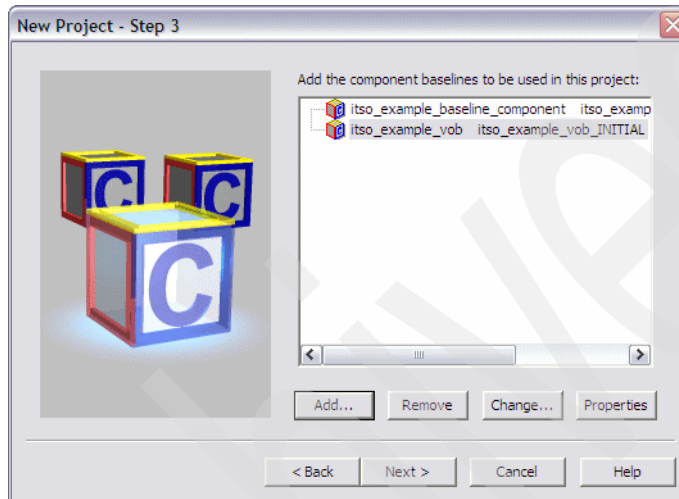 New Project - Step 3
Add the component baselines to be used in this project:
itso_example_baseline_component itso_examp
itso_example_vob itso_example_vob_INITIAL
C C
C
Add... Remove Change... Properties
< Back Next > Cancel Help